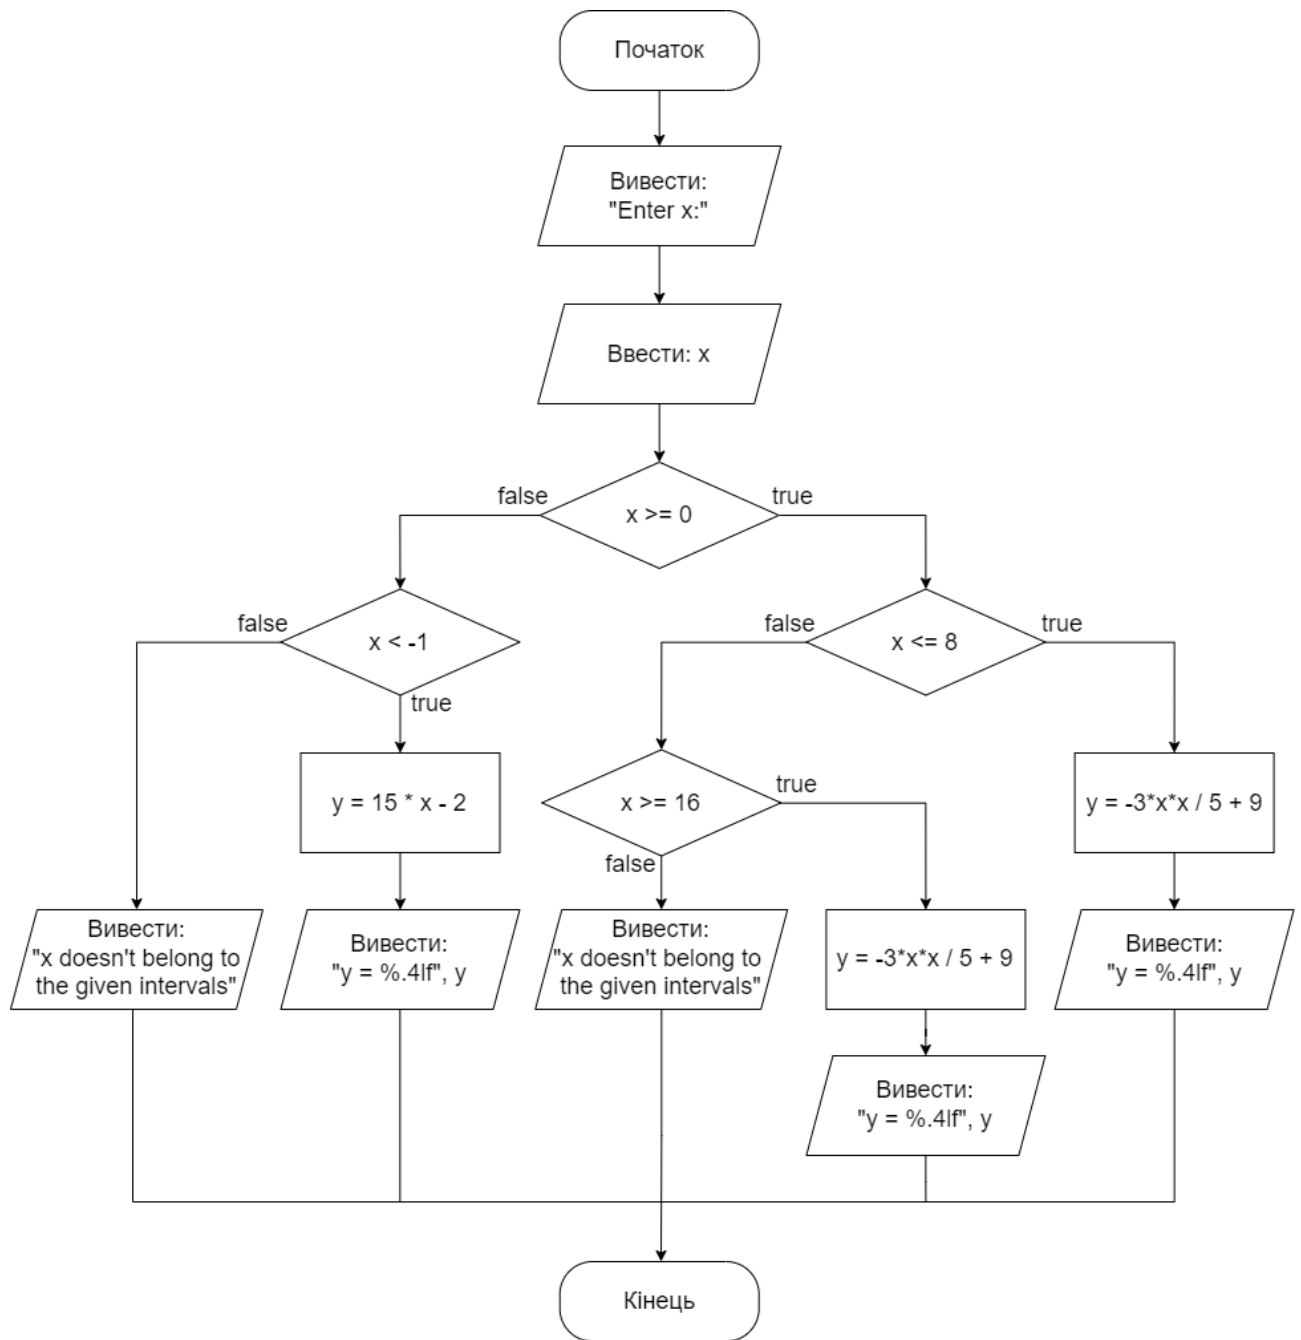 Початок
Вивести:
"Enter x:"
Ввести: x
x >= 0
false
true
x < -1
false
true
x <= 8
false
true
y = 15 * x - 2
x >= 16
true
false
y = -3*x*x / 5 + 9
Вивести:
"x doesn't belong to
the given intervals"
Вивести:
"y = %.4lf", y
Вивести:
"x doesn't belong to
the given intervals"
y = -3*x*x / 5 + 9
Вивести:
"y = %.4lf", y
Вивести:
"y = %.4lf", y
Кінець